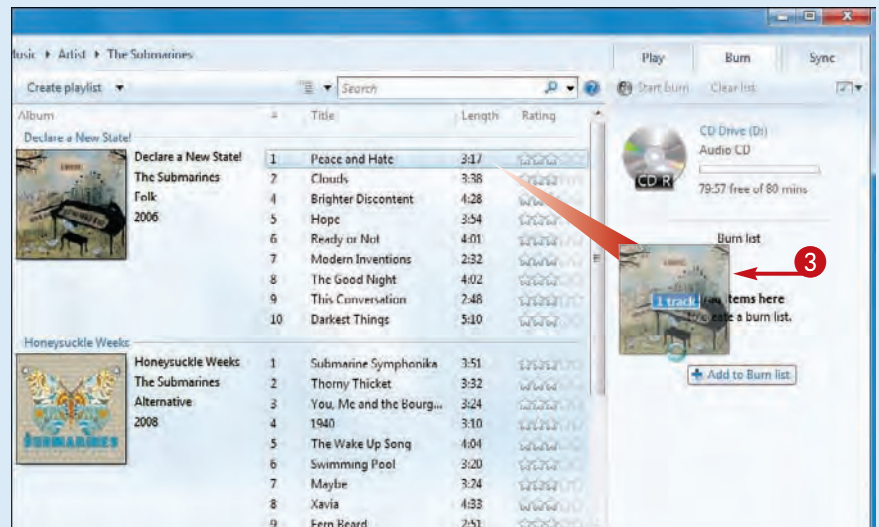 Music ▸ Artist ▸ The Submarines
Play Burn Sync
Create playlist Search Start burn Clear list
Album # Title Length Rating
Declare a New State!
Declare a New State! 1 Peace and Hate 3:17
The Submarines 2 Clouds 3:38
Folk 4 Brighter Discontent 4:28
2006 5 Hope 3:54
6 Ready or Not 4:01
7 Modern Inventions 2:32
8 The Good Night 4:02
9 This Conversation 2:48
10 Darkest Things 5:10
Honeysuckle Weeks
Honeysuckle Weeks 1 Submarine Symphonika 3:51
The Submarines 2 Thorny Thicket 3:32
Alternative 3 You, Me and the Bourg... 3:24
2008 4 1940 3:10
5 The Wake Up Song 4:04
6 Swimming Pool 3:20
7 Maybe 3:24
8 Xavia 4:33
9 Fern Beard 2:51
SUBMARINES
CD Drive (D:)
Audio CD
CD R
79:57 free of 80 mins
Burn list
3
1 track items here
create a burn list.
+ Add to Burn list